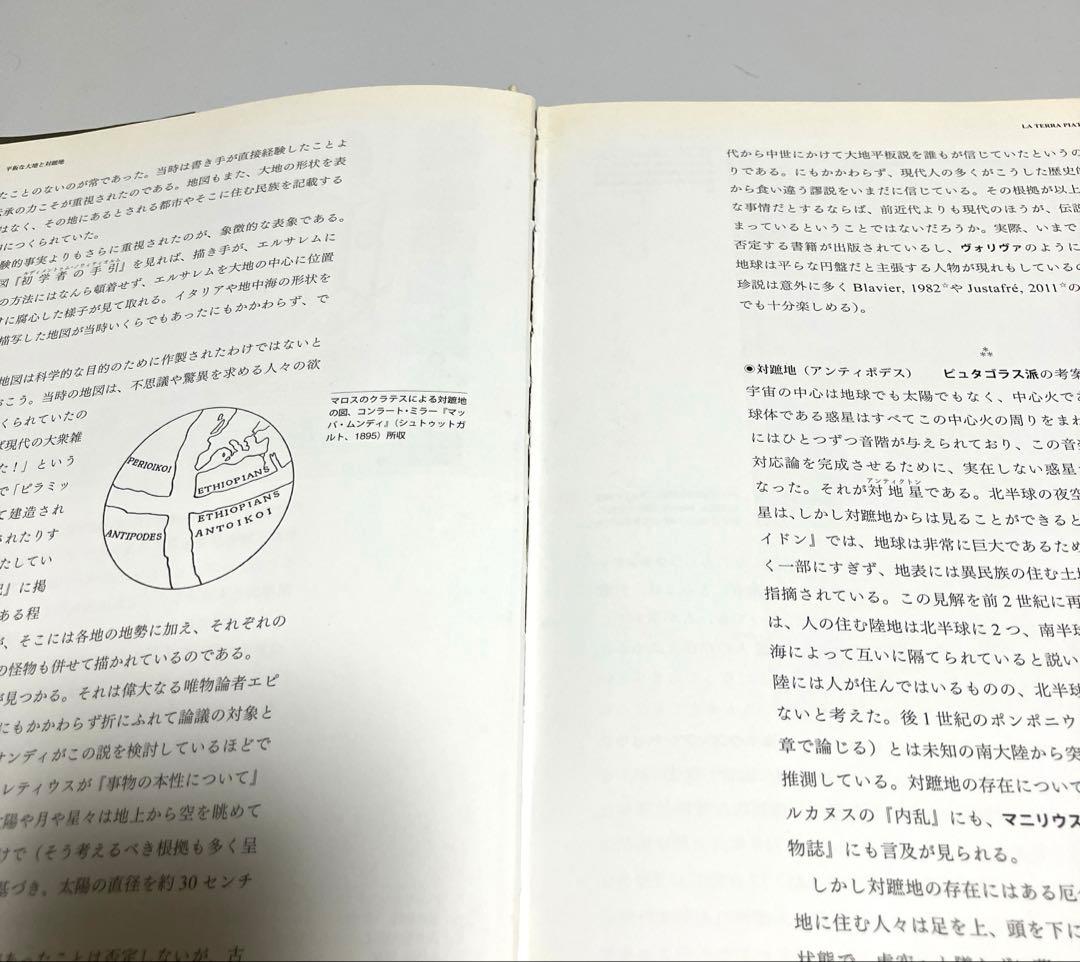 平板な大地と対蹠地
たことのないのが常であった。当時は書き手が直接経験したことよ
伝承の力こそが重視されたのである。地図もまた、大地の形状を表
はなく、その地にあるとされる都市やそこに住む民族を記載する
につくられていた。
験的事実よりもさらに重視されたのが、象徴的な表象である。
図『初学者の手引』を見れば、描き手が、エルサレムに
の方法にはなんら頓着せず、エルサレムを大地の中心に位置
けに腐心した様子が見て取れる。イタリアや地中海の形状を
描写した地図が当時いくらでもあったにもかかわらず、で
地図は科学的な目的のために作製されたわけではないと
おこう。当時の地図は、不思議や驚異を求める人々の欲
くられていたの
ば現代の大衆雑
た！」という
で「ピラミッ
て建造され
されたりす
たしてい
記』に掲
ある程
が、そこには各地の地勢に加え、それぞれの
の怪物も併せて描かれているのである。
が見つかる。それは偉大なる唯物論者エピ
にもかかわらず折にふれて論議の対象と
サンディがこの説を検討しているほどで
レティウスが『事物の本性について』
太陽や月や星々は地上から空を眺めて
けで（そう考えるべき根拠も多く呈
基づき。太陽の直径を約30センチ
あったことは否定しないが、古
マロスのクラテスによる対蹠地
の図、コンラート・ミラー『マッ
パ・ムンディ』（シュトゥットガ
ルト、1895）所収
PERIOIKOI
ETHIOPIANS
ETHIOPIANS
ANTIPODES
ANTOIKOI
LA TERRA PIAT
代から中世にかけて大地平板説を誰もが信じていたというの
りである。にもかかわらず、現代人の多くがこうした歴史的
から食い違う謬説をいまだに信じている。その根拠が以上
な事情だとするならば、前近代よりも現代のほうが、伝説
まっているということではないだろうか。実際、いまで
否定する書籍が出版されているし、ヴォリヴァのように
地球は平らな円盤だと主張する人物が現れもしているの
珍説は意外に多く Blavier, 1982☆や Justafré, 2011☆の
でも十分楽しめる）。
⁂
◉対蹠地（アンティポデス）　ピュタゴラス派の考案
宇宙の中心は地球でも太陽でもなく、中心火であ
球体である惑星はすべてこの中心火の周りをまわ
にはひとつずつ音階が与えられており、この音
対応論を完成させるために、実在しない惑星
アンティクトン
なった。それが対地星である。北半球の夜空
星は、しかし対蹠地からは見ることができると
イドン』では、地球は非常に巨大であるため
く一部にすぎず、地表には異民族の住む土地
指摘されている。この見解を前2世紀に再
は、人の住む陸地は北半球に2つ、南半球
海によって互いに隔てられていると説い
陸には人が住んではいるものの、北半球
ないと考えた。後1世紀のポンポニウ
章で論じる）とは未知の南大陸から突
推測している。対蹠地の存在について
ルカヌスの『内乱』にも、マニリウス
物誌』にも言及が見られる。
しかし対蹠地の存在にはある厄
地に住む人々は足を上、頭を下に
状態で、虚空へと